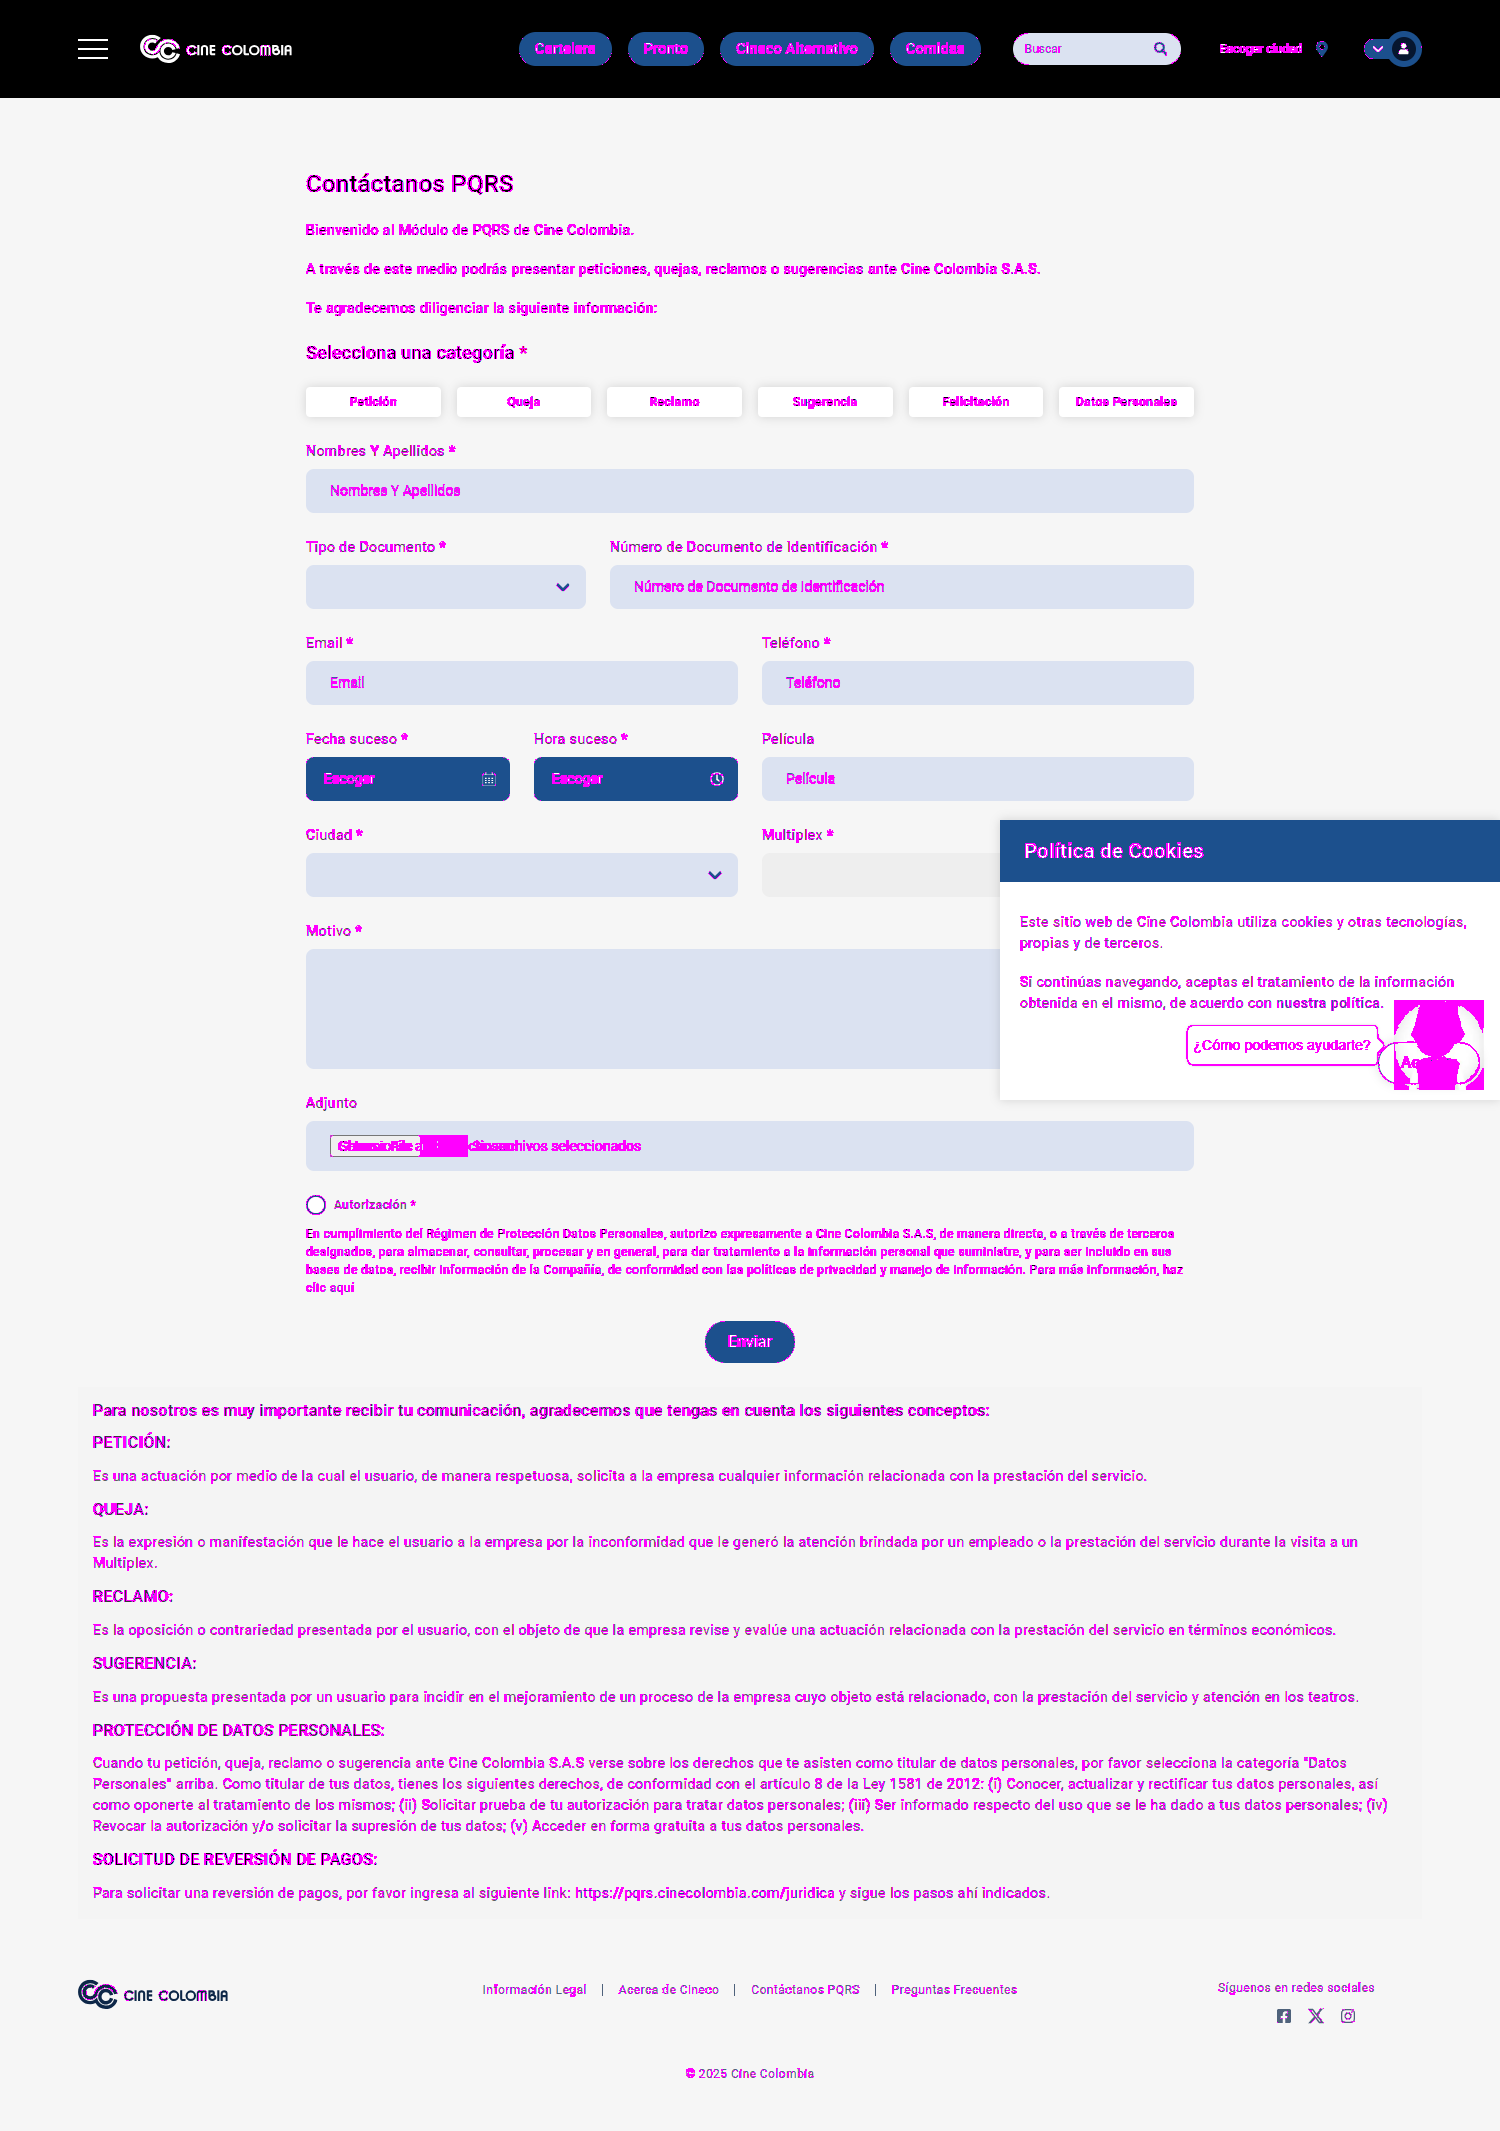 CINE COLOMBIA
Cartelera
Pronto
Cineco Alternativo
Comidas
Buscar
Escoger ciudad
Contáctanos PQRS
Bienvenido al Módulo de PQRS de Cine Colombia.
A través de este medio podrás presentar peticiones, quejas, reclamos o sugerencias ante Cine Colombia S.A.S.
Te agradecemos diligenciar la siguiente información:
Selecciona una categoría *
Petición
Queja
Reclamo
Sugerencia
Felicitación
Datos Personales
Nombres Y Apellidos *
Nombres Y Apellidos
Tipo de Documento *
Número de Documento de Identificación *
Número de Documento de Identificación
Email *
Teléfono *
Email
Teléfono
Fecha suceso *
Hora suceso *
Película
Escoger
Escoger
Película
Ciudad *
Multiplex *
Política de Cookies
Este sitio web de Cine Colombia utiliza cookies y otras tecnologías,
propias y de terceros.
Si continúas navegando, aceptas el tratamiento de la información
obtenida en el mismo, de acuerdo con nuestra política.
¿Cómo podemos ayudarte?
Motivo *
Adjunto
archivos seleccionados
Autorización *
En cumplimiento del Régimen de Protección Datos Personales, autorizo expresamente a Cine Colombia S.A.S, de manera directa, o a través de terceros
designados, para almacenar, consultar, procesar y en general, para dar tratamiento a la información personal que suministre, y para ser incluido en sus
bases de datos, recibir información de la Compañía, de conformidad con las políticas de privacidad y manejo de información. Para más información, haz
clic aquí
Enviar
Para nosotros es muy importante recibir tu comunicación, agradecemos que tengas en cuenta los siguientes conceptos:
PETICIÓN:
Es una actuación por medio de la cual el usuario, de manera respetuosa, solicita a la empresa cualquier información relacionada con la prestación del servicio.
QUEJA:
Es la expresión o manifestación que le hace el usuario a la empresa por la inconformidad que le generó la atención brindada por un empleado o la prestación del servicio durante la visita a un
Multiplex.
RECLAMO:
Es la oposición o contrariedad presentada por el usuario, con el objeto de que la empresa revise y evalúe una actuación relacionada con la prestación del servicio en términos económicos.
SUGERENCIA:
Es una propuesta presentada por un usuario para incidir en el mejoramiento de un proceso de la empresa cuyo objeto está relacionado, con la prestación del servicio y atención en los teatros.
PROTECCIÓN DE DATOS PERSONALES:
Cuando tu petición, queja, reclamo o sugerencia ante Cine Colombia S.A.S verse sobre los derechos que te asisten como titular de datos personales, por favor selecciona la categoría "Datos
Personales" arriba. Como titular de tus datos, tienes los siguientes derechos, de conformidad con el artículo 8 de la Ley 1581 de 2012: (i) Conocer, actualizar y rectificar tus datos personales, así
como oponerte al tratamiento de los mismos; (ii) Solicitar prueba de tu autorización para tratar datos personales; (iii) Ser informado respecto del uso que se le ha dado a tus datos personales; (iv)
Revocar la autorización y/o solicitar la supresión de tus datos; (v) Acceder en forma gratuita a tus datos personales.
SOLICITUD DE REVERSIÓN DE PAGOS:
Para solicitar una reversión de pagos, por favor ingresa al siguiente link: https://pqrs.cinecolombia.com/juridica y sigue los pasos ahí indicados.
CINE COLOMBIA
Información Legal | Acerca de Cineco | Contáctanos PQRS | Preguntas Frecuentes
Síguenos en redes sociales
© 2025 Cine Colombia